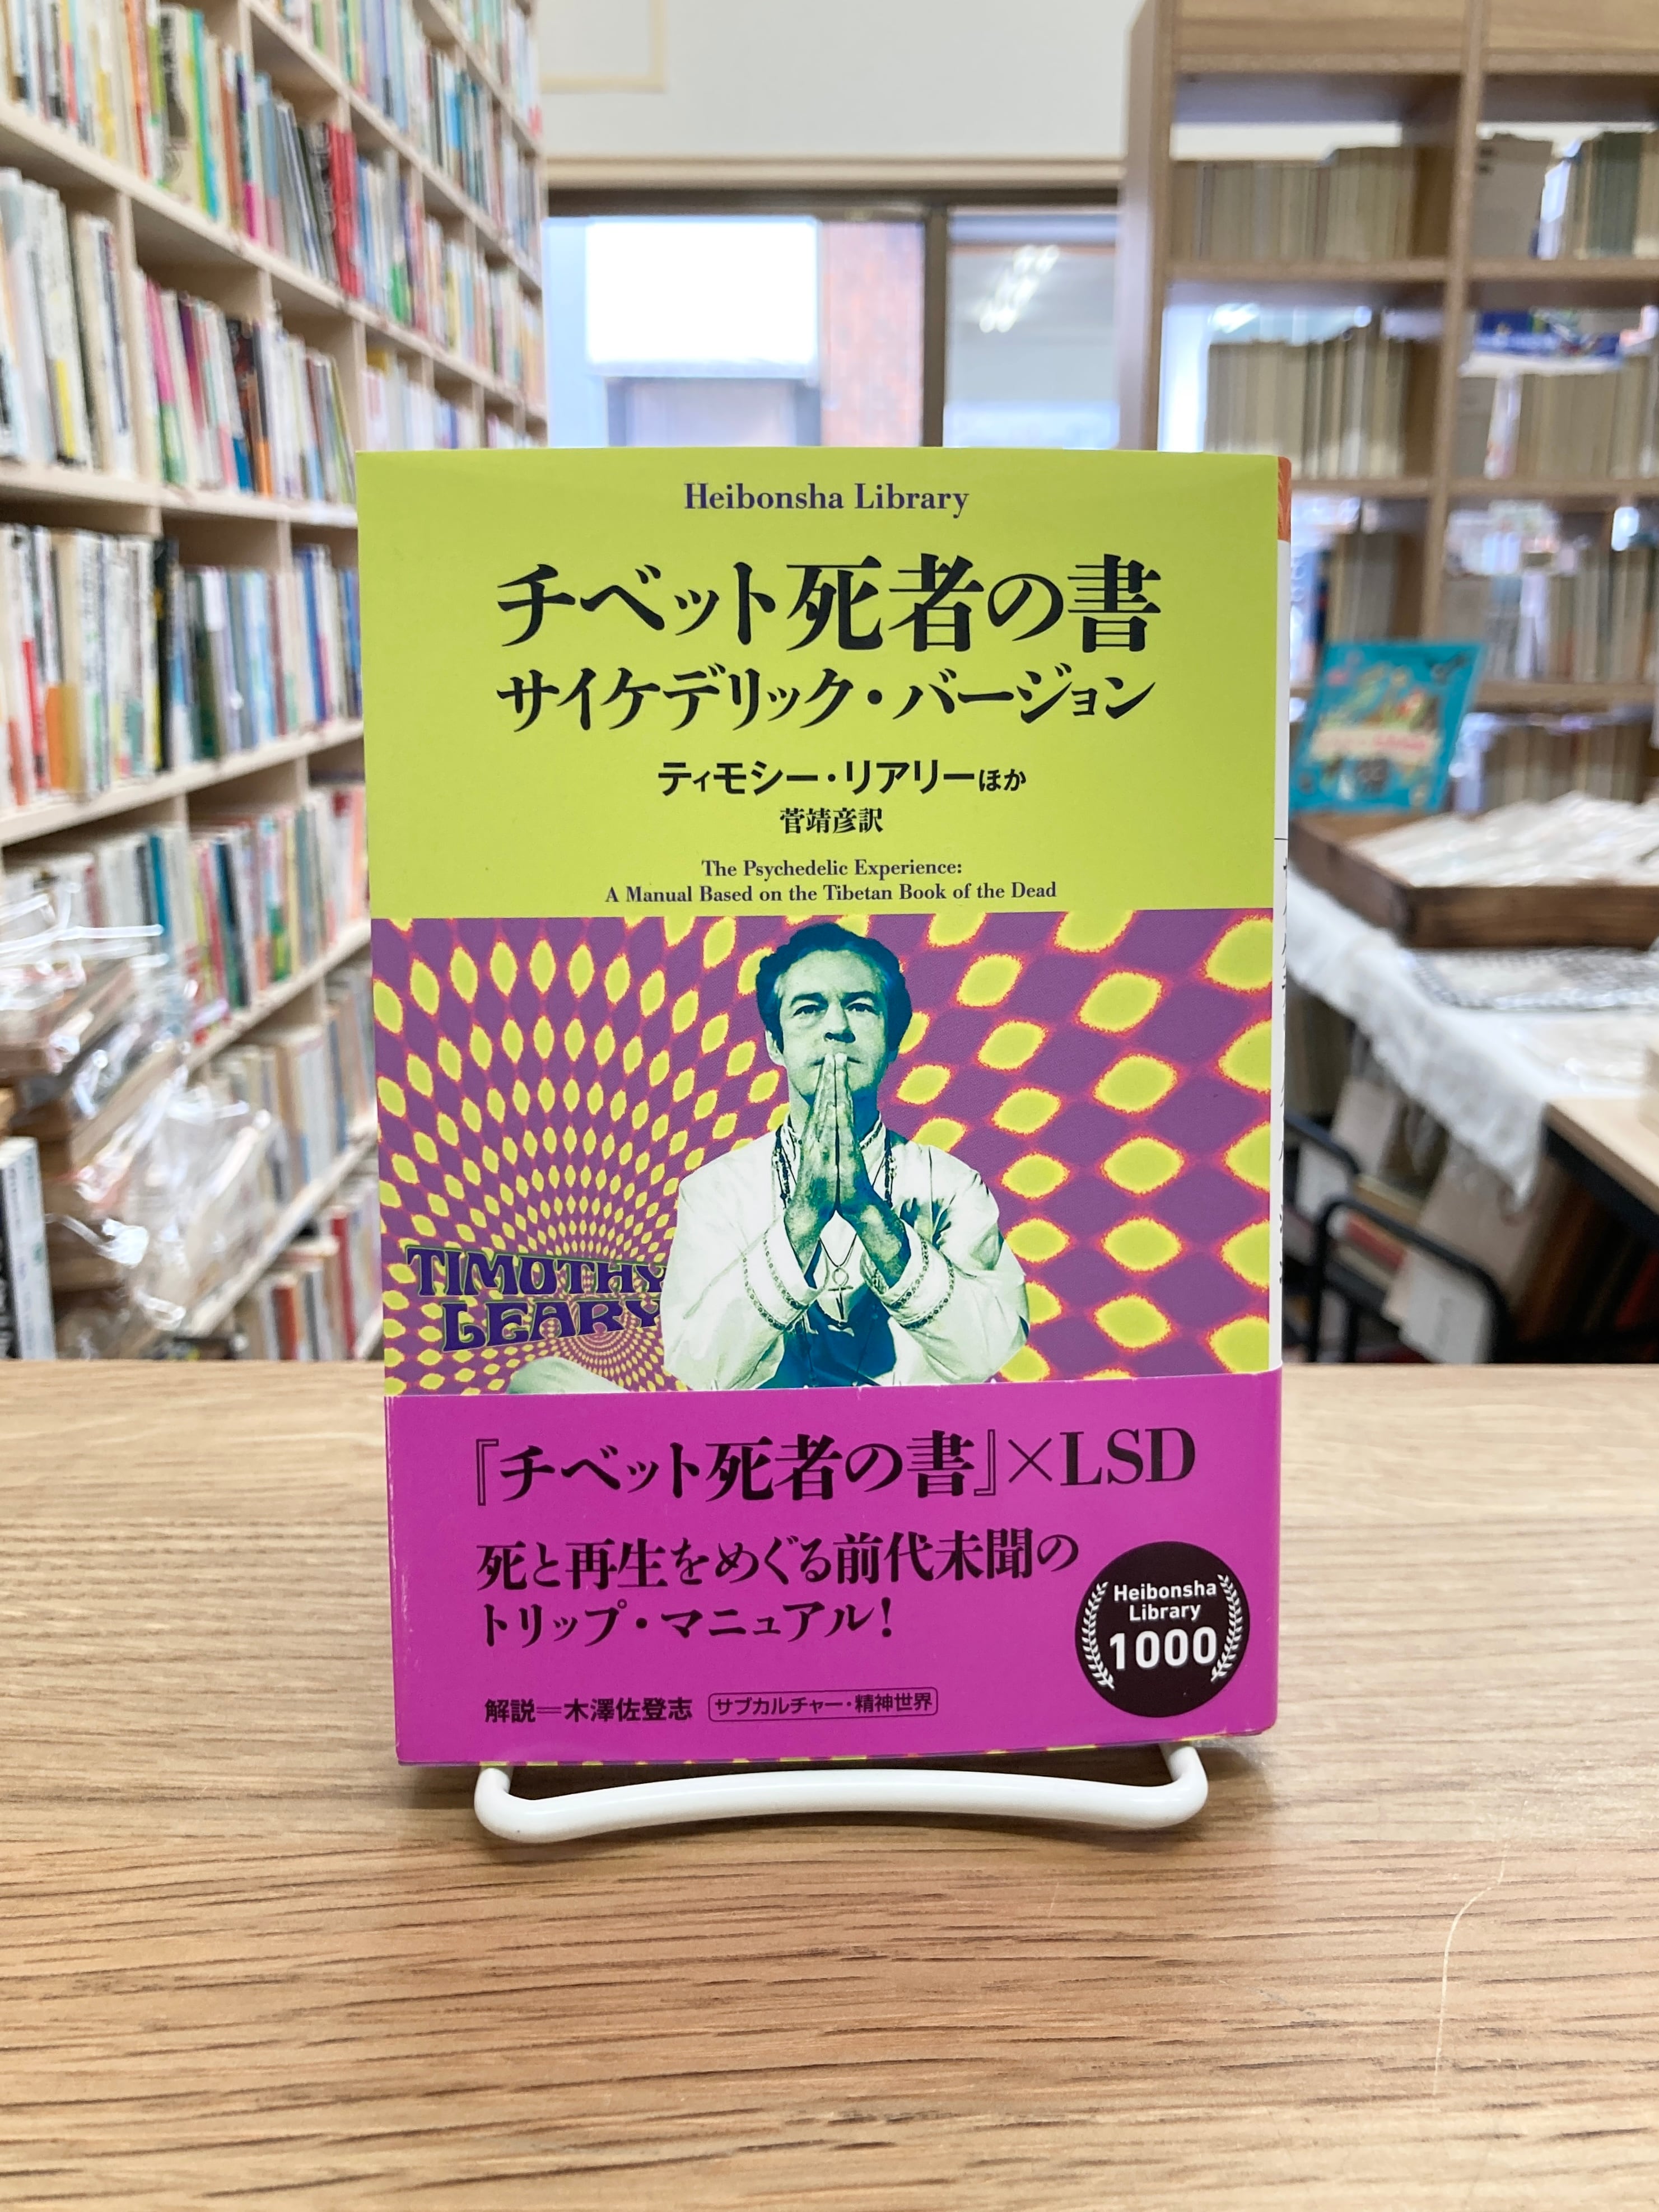 Heibonsha Library
チベット死者の書
サイケデリック・バージョン
ティモシー・リアリーほか
菅靖彦訳
The Psychedelic Experience:
A Manual Based on the Tibetan Book of the Dead
TIMOTHY
LEARY
『チベット死者の書』×LSD
死と再生をめぐる前代未聞の
トリップ・マニュアル!
解説＝木澤佐登志 サブカルチャー・精神世界
Heibonsha
Library
1000